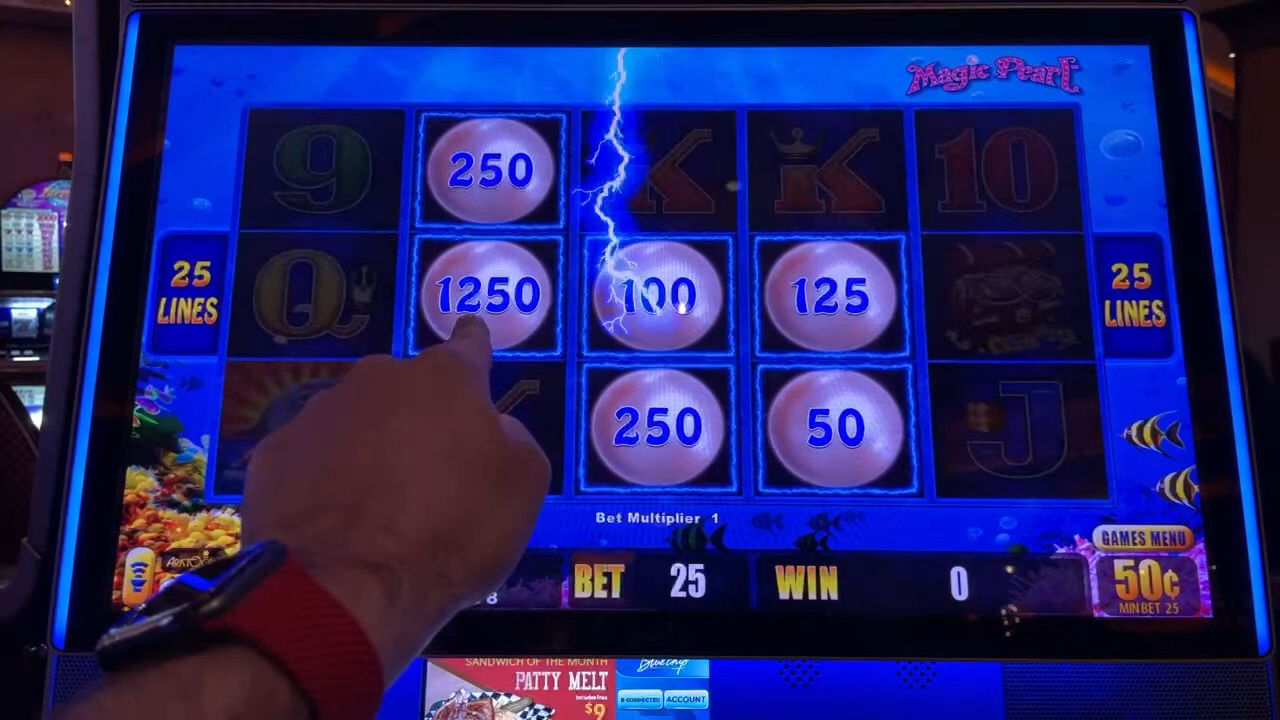 Magic Pearl
9
250
K
K
10
25
LINES
Q
1250
100
125
25
LINES
250
50
J
Bet Multiplier 1
GAMES MENU
BET 25
WIN 0
50¢
MIN BET 25
8
SANDWICH OF THE MONTH
PATTY MELT
$9
ACCOUNT